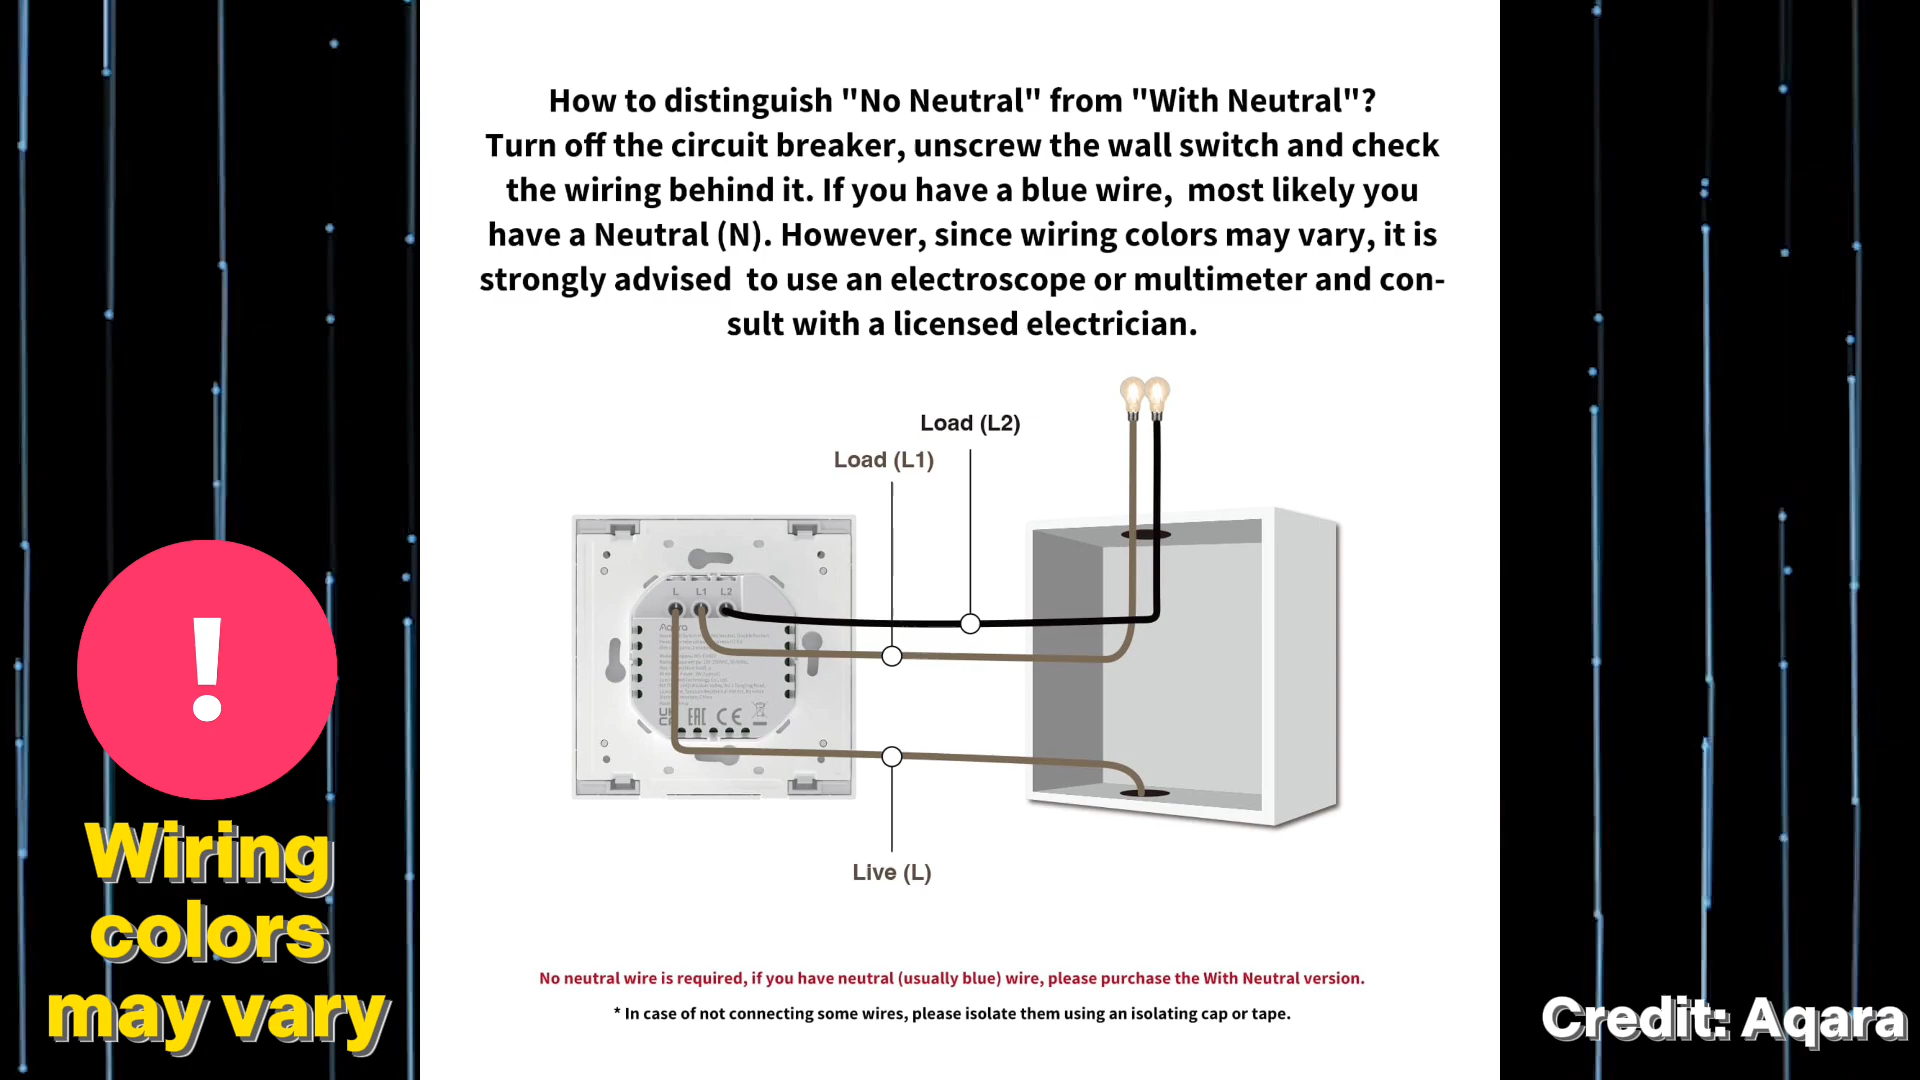 How to distinguish "No Neutral" from "With Neutral"?
Turn off the circuit breaker, unscrew the wall switch and check
the wiring behind it. If you have a blue wire, most likely you
have a Neutral (N). However, since wiring colors may vary, it is
strongly advised to use an electroscope or multimeter and con-
sult with a licensed electrician.
Load (L2)
Load (L1)
L L1 L2
Aqara
EAC CE
Live (L)
!
Wiring
colors
may vary
No neutral wire is required, if you have neutral (usually blue) wire, please purchase the With Neutral version.
* In case of not connecting some wires, please isolate them using an isolating cap or tape.
Credit: Aqara